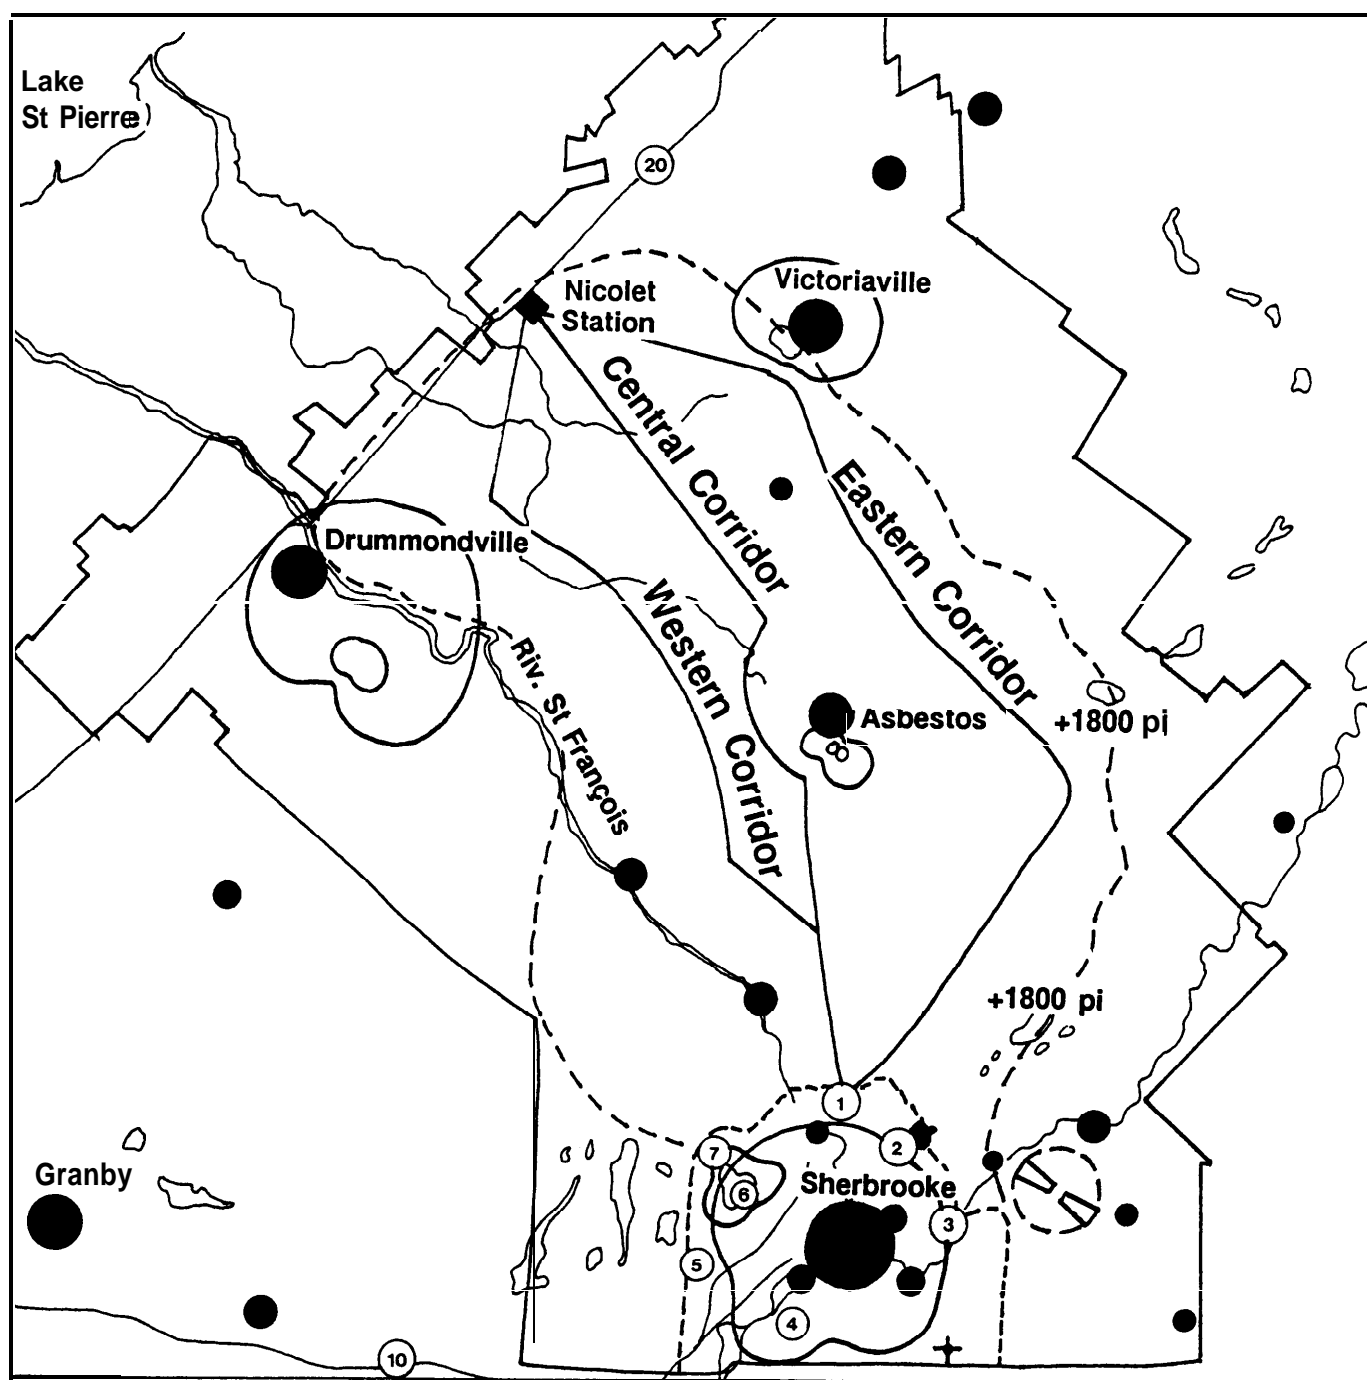 Lake
St Pierre
20
Nicolet
Station
Victoriaville
Central Corridor
Eastern Corridor
Drummondville
Western Corridor
Riv. St François
Asbestos
+1800 pi
+1800 pi
1
2
7
6
Sherbrooke
3
5
4
Granby
10